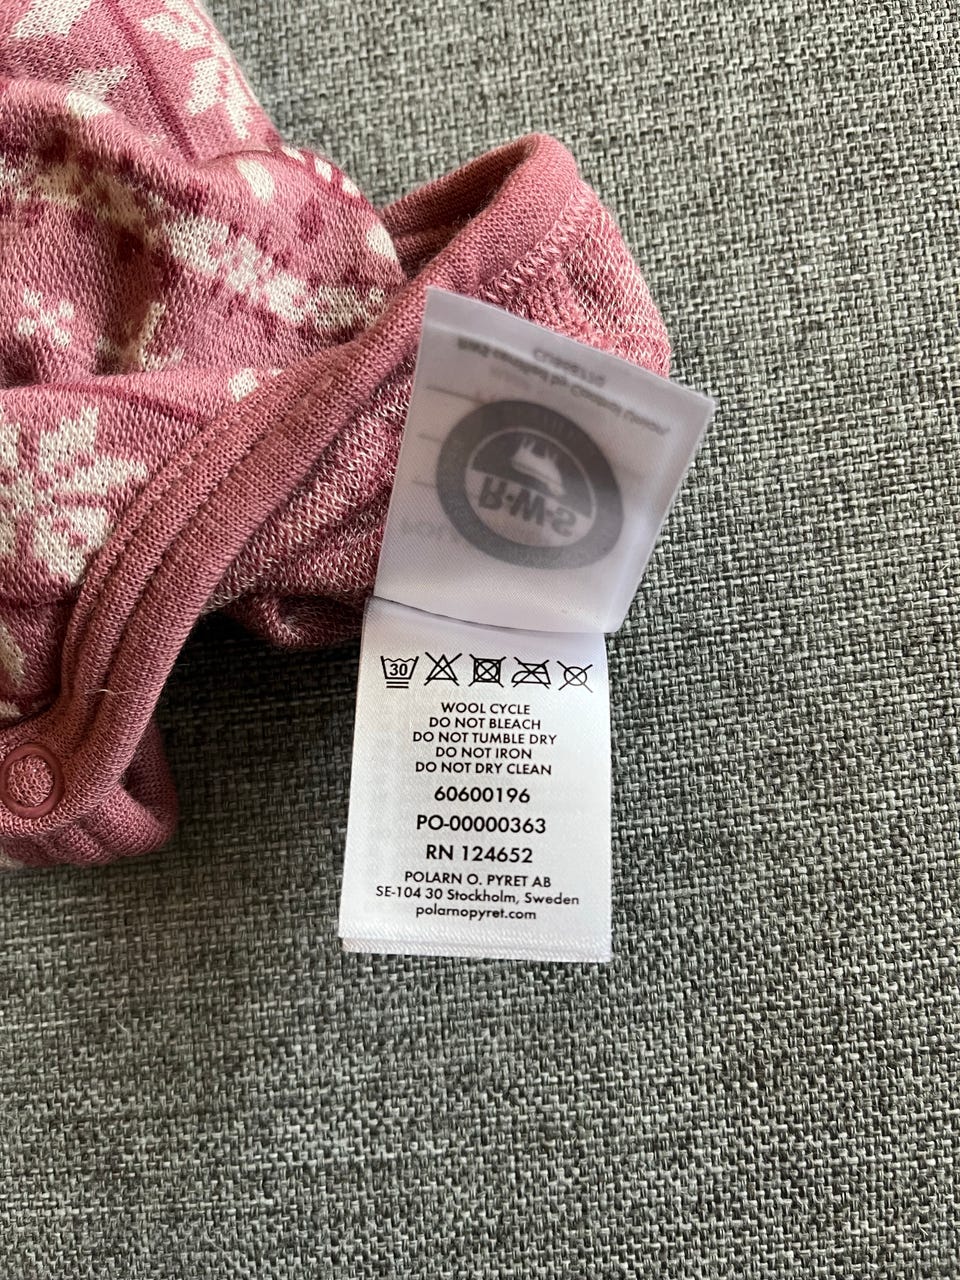 R·W·S
30
WOOL CYCLE
DO NOT BLEACH
DO NOT TUMBLE DRY
DO NOT IRON
DO NOT DRY CLEAN
60600196
PO-00000363
RN 124652
POLARN O. PYRET AB
SE-104 30 Stockholm, Sweden
polarnopyret.com